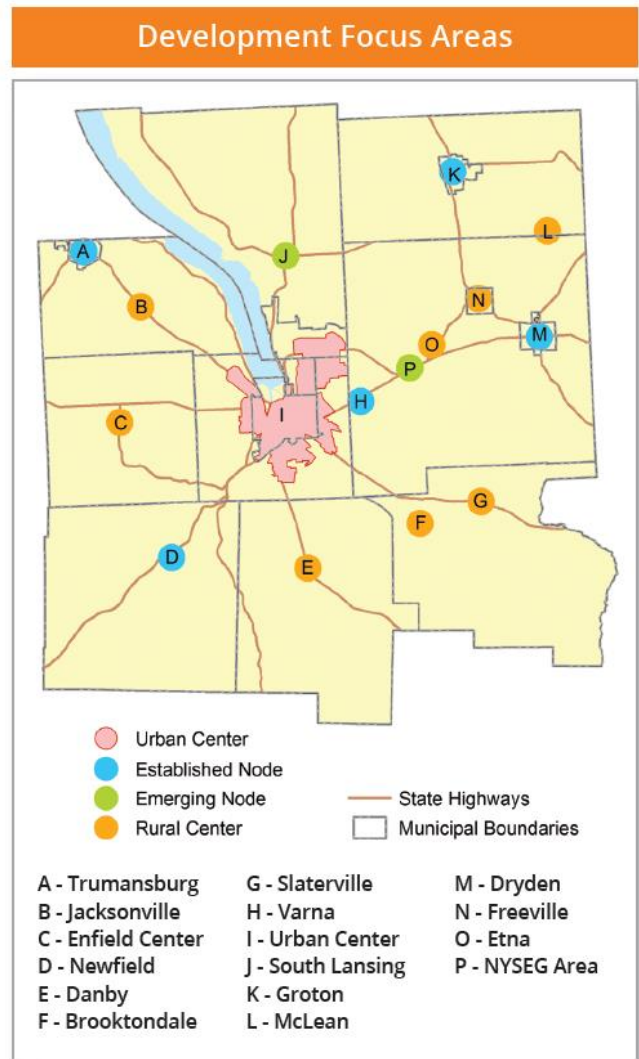 Development Focus Areas
K
L
A
J
B
N
M
O
P
H
I
C
G
F
D
E
Urban Center
Established Node
Emerging Node
Rural Center
State Highways
Municipal Boundaries
A - Trumansburg
B - Jacksonville
C - Enfield Center
D - Newfield
E - Danby
F - Brooktondale
G - Slaterville
H - Varna
I - Urban Center
J - South Lansing
K - Groton
L - McLean
M - Dryden
N - Freeville
O - Etna
P - NYSEG Area